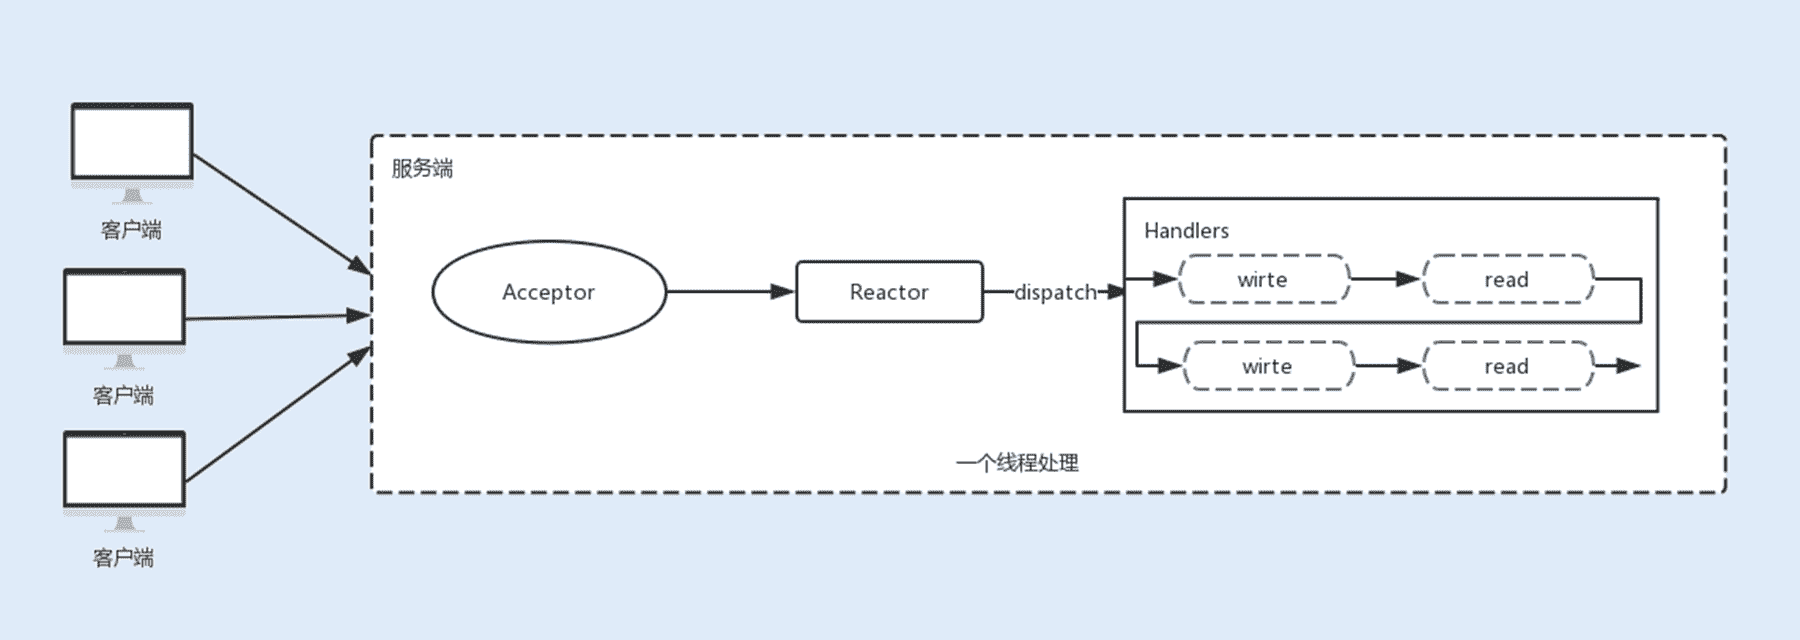 客户端
客户端
客户端
服务端
Acceptor
Reactor
dispatch
Handlers
wirte
read
wirte
read
一个线程处理